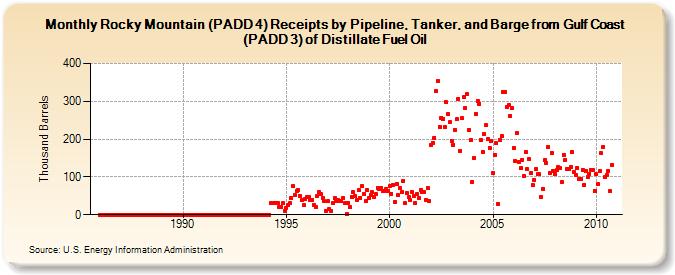 Monthly Rocky Mountain (PADD 4) Receipts by Pipeline, Tanker, and Barge from Gulf Coast
(PADD 3) of Distillate Fuel Oil
Thousand Barrels
400
300
200
100
0
1990
1995
2000
2005
2010
Source: U.S. Energy Information Administration